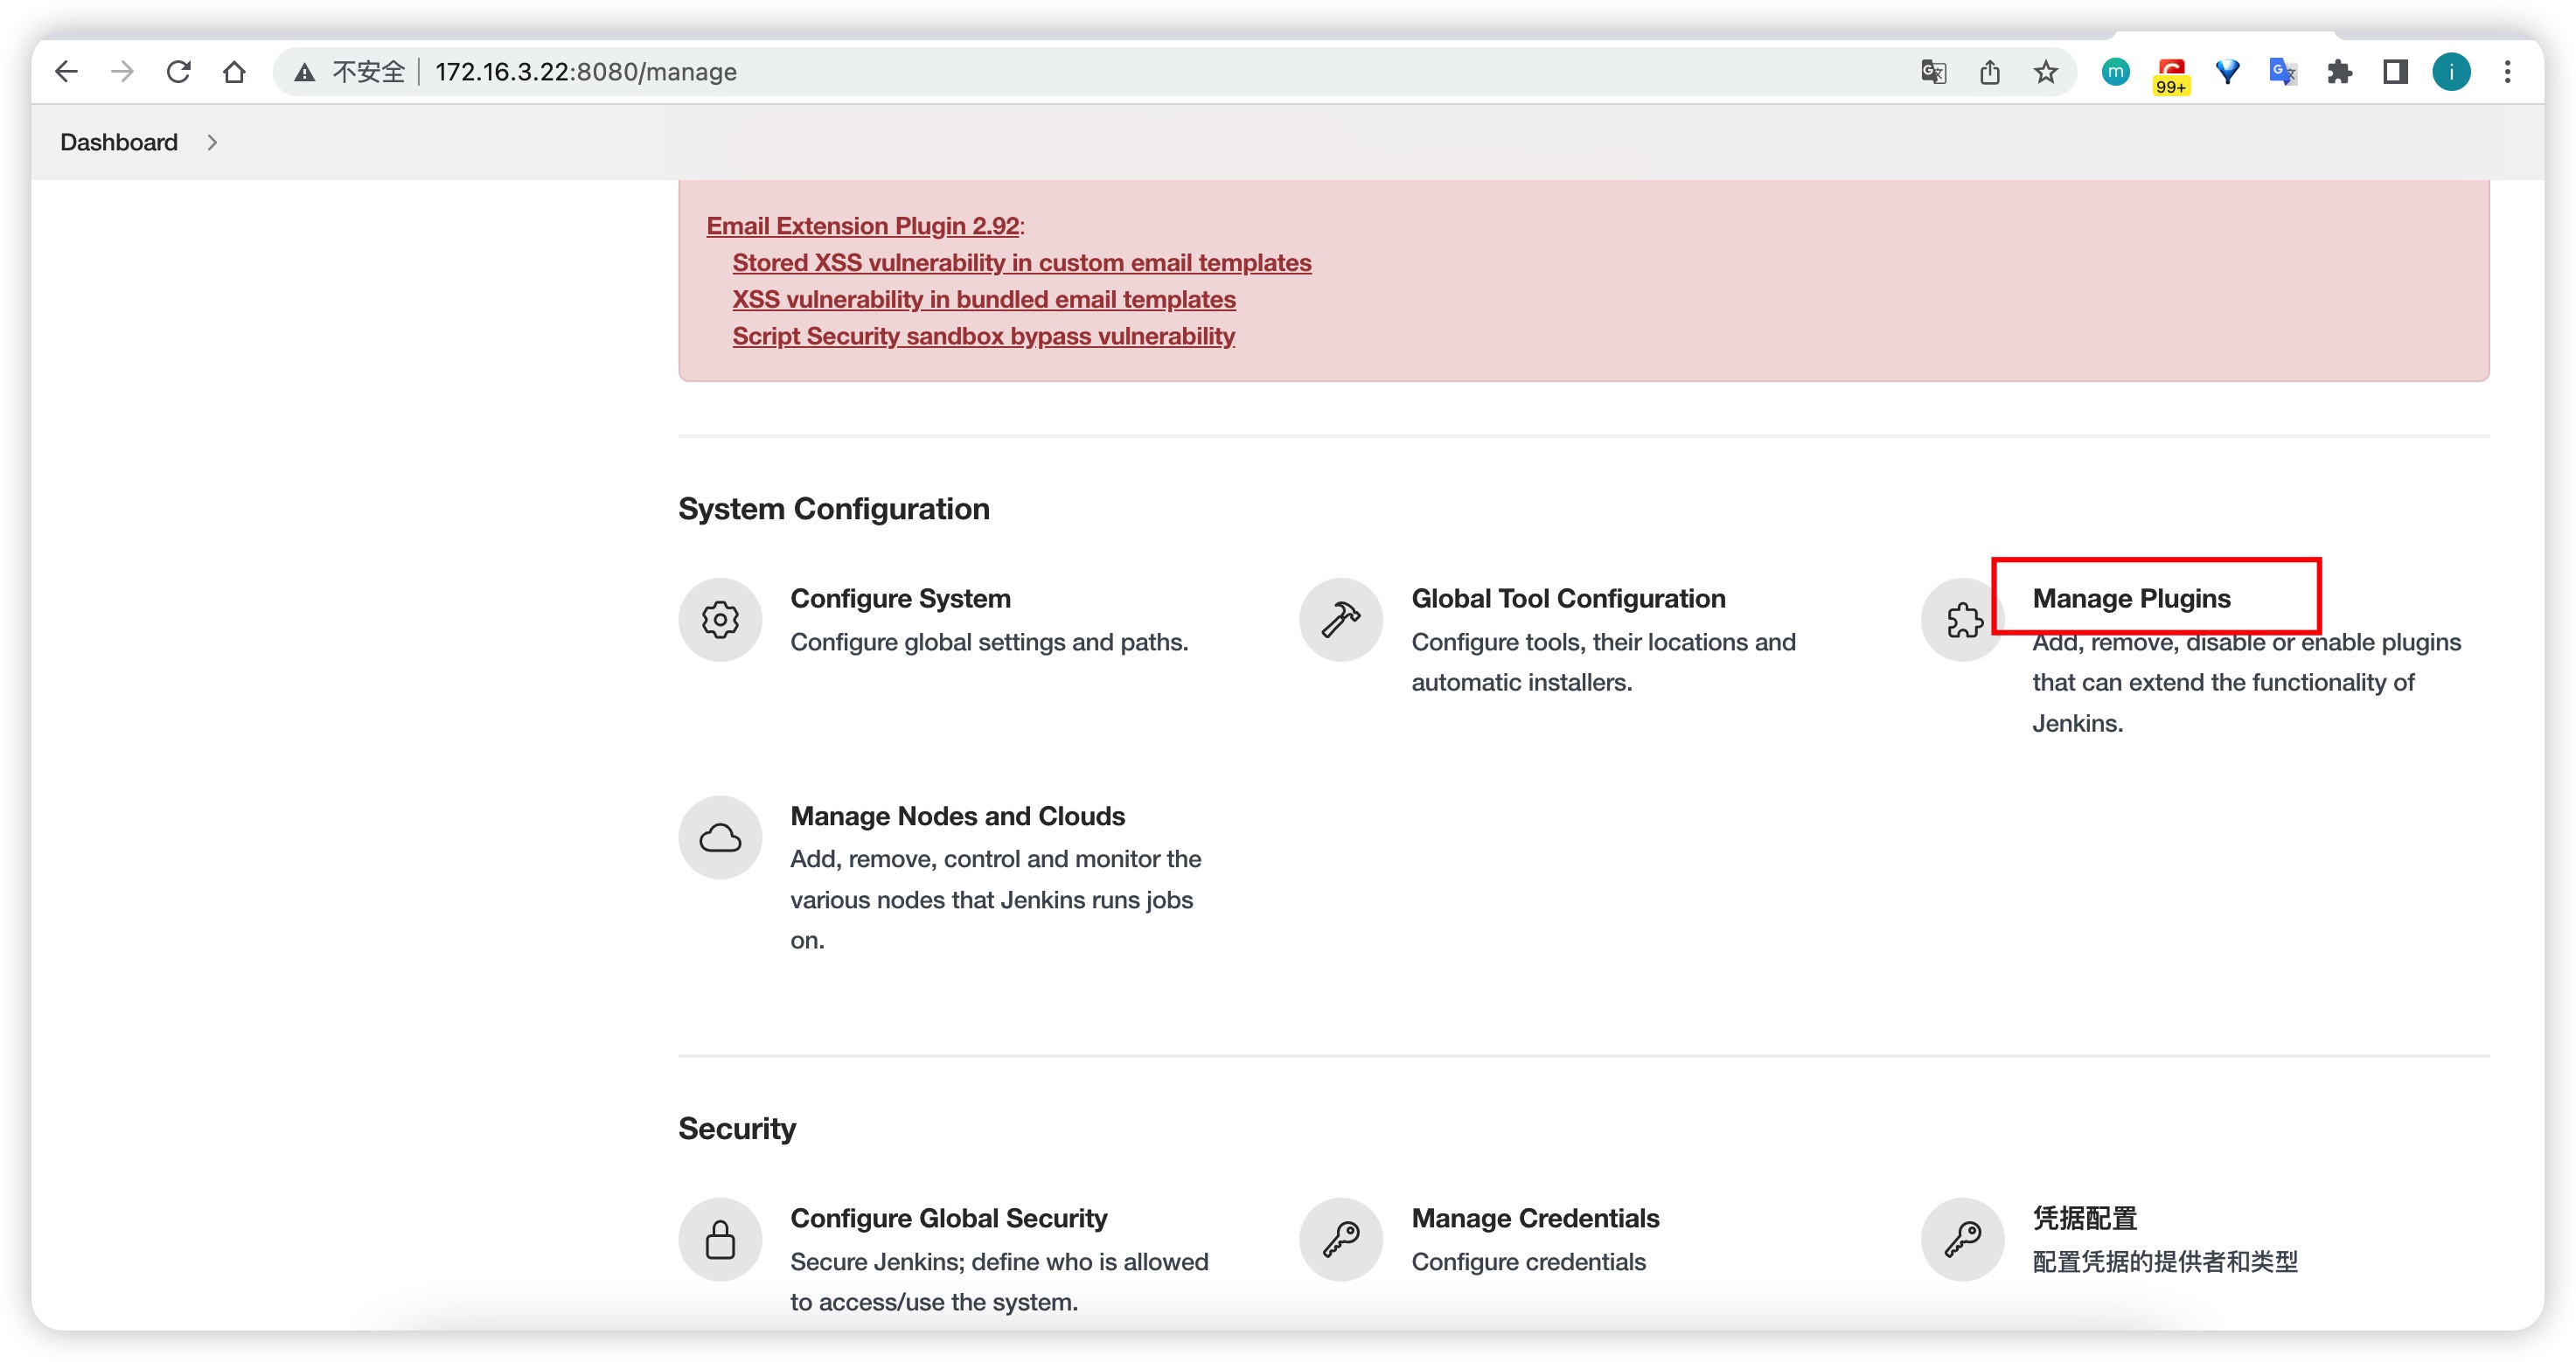 不安全 172.16.3.22:8080/manage
m
99+
i
Dashboard
Email Extension Plugin 2.92:
Stored XSS vulnerability in custom email templates
XSS vulnerability in bundled email templates
Script Security sandbox bypass vulnerability
System Configuration
Configure System
Configure global settings and paths.
Global Tool Configuration
Configure tools, their locations and
automatic installers.
Manage Plugins
Add, remove, disable or enable plugins
that can extend the functionality of
Jenkins.
Manage Nodes and Clouds
Add, remove, control and monitor the
various nodes that Jenkins runs jobs
on.
Security
Configure Global Security
Secure Jenkins; define who is allowed
to access/use the system.
Manage Credentials
Configure credentials
凭据配置
配置凭据的提供者和类型